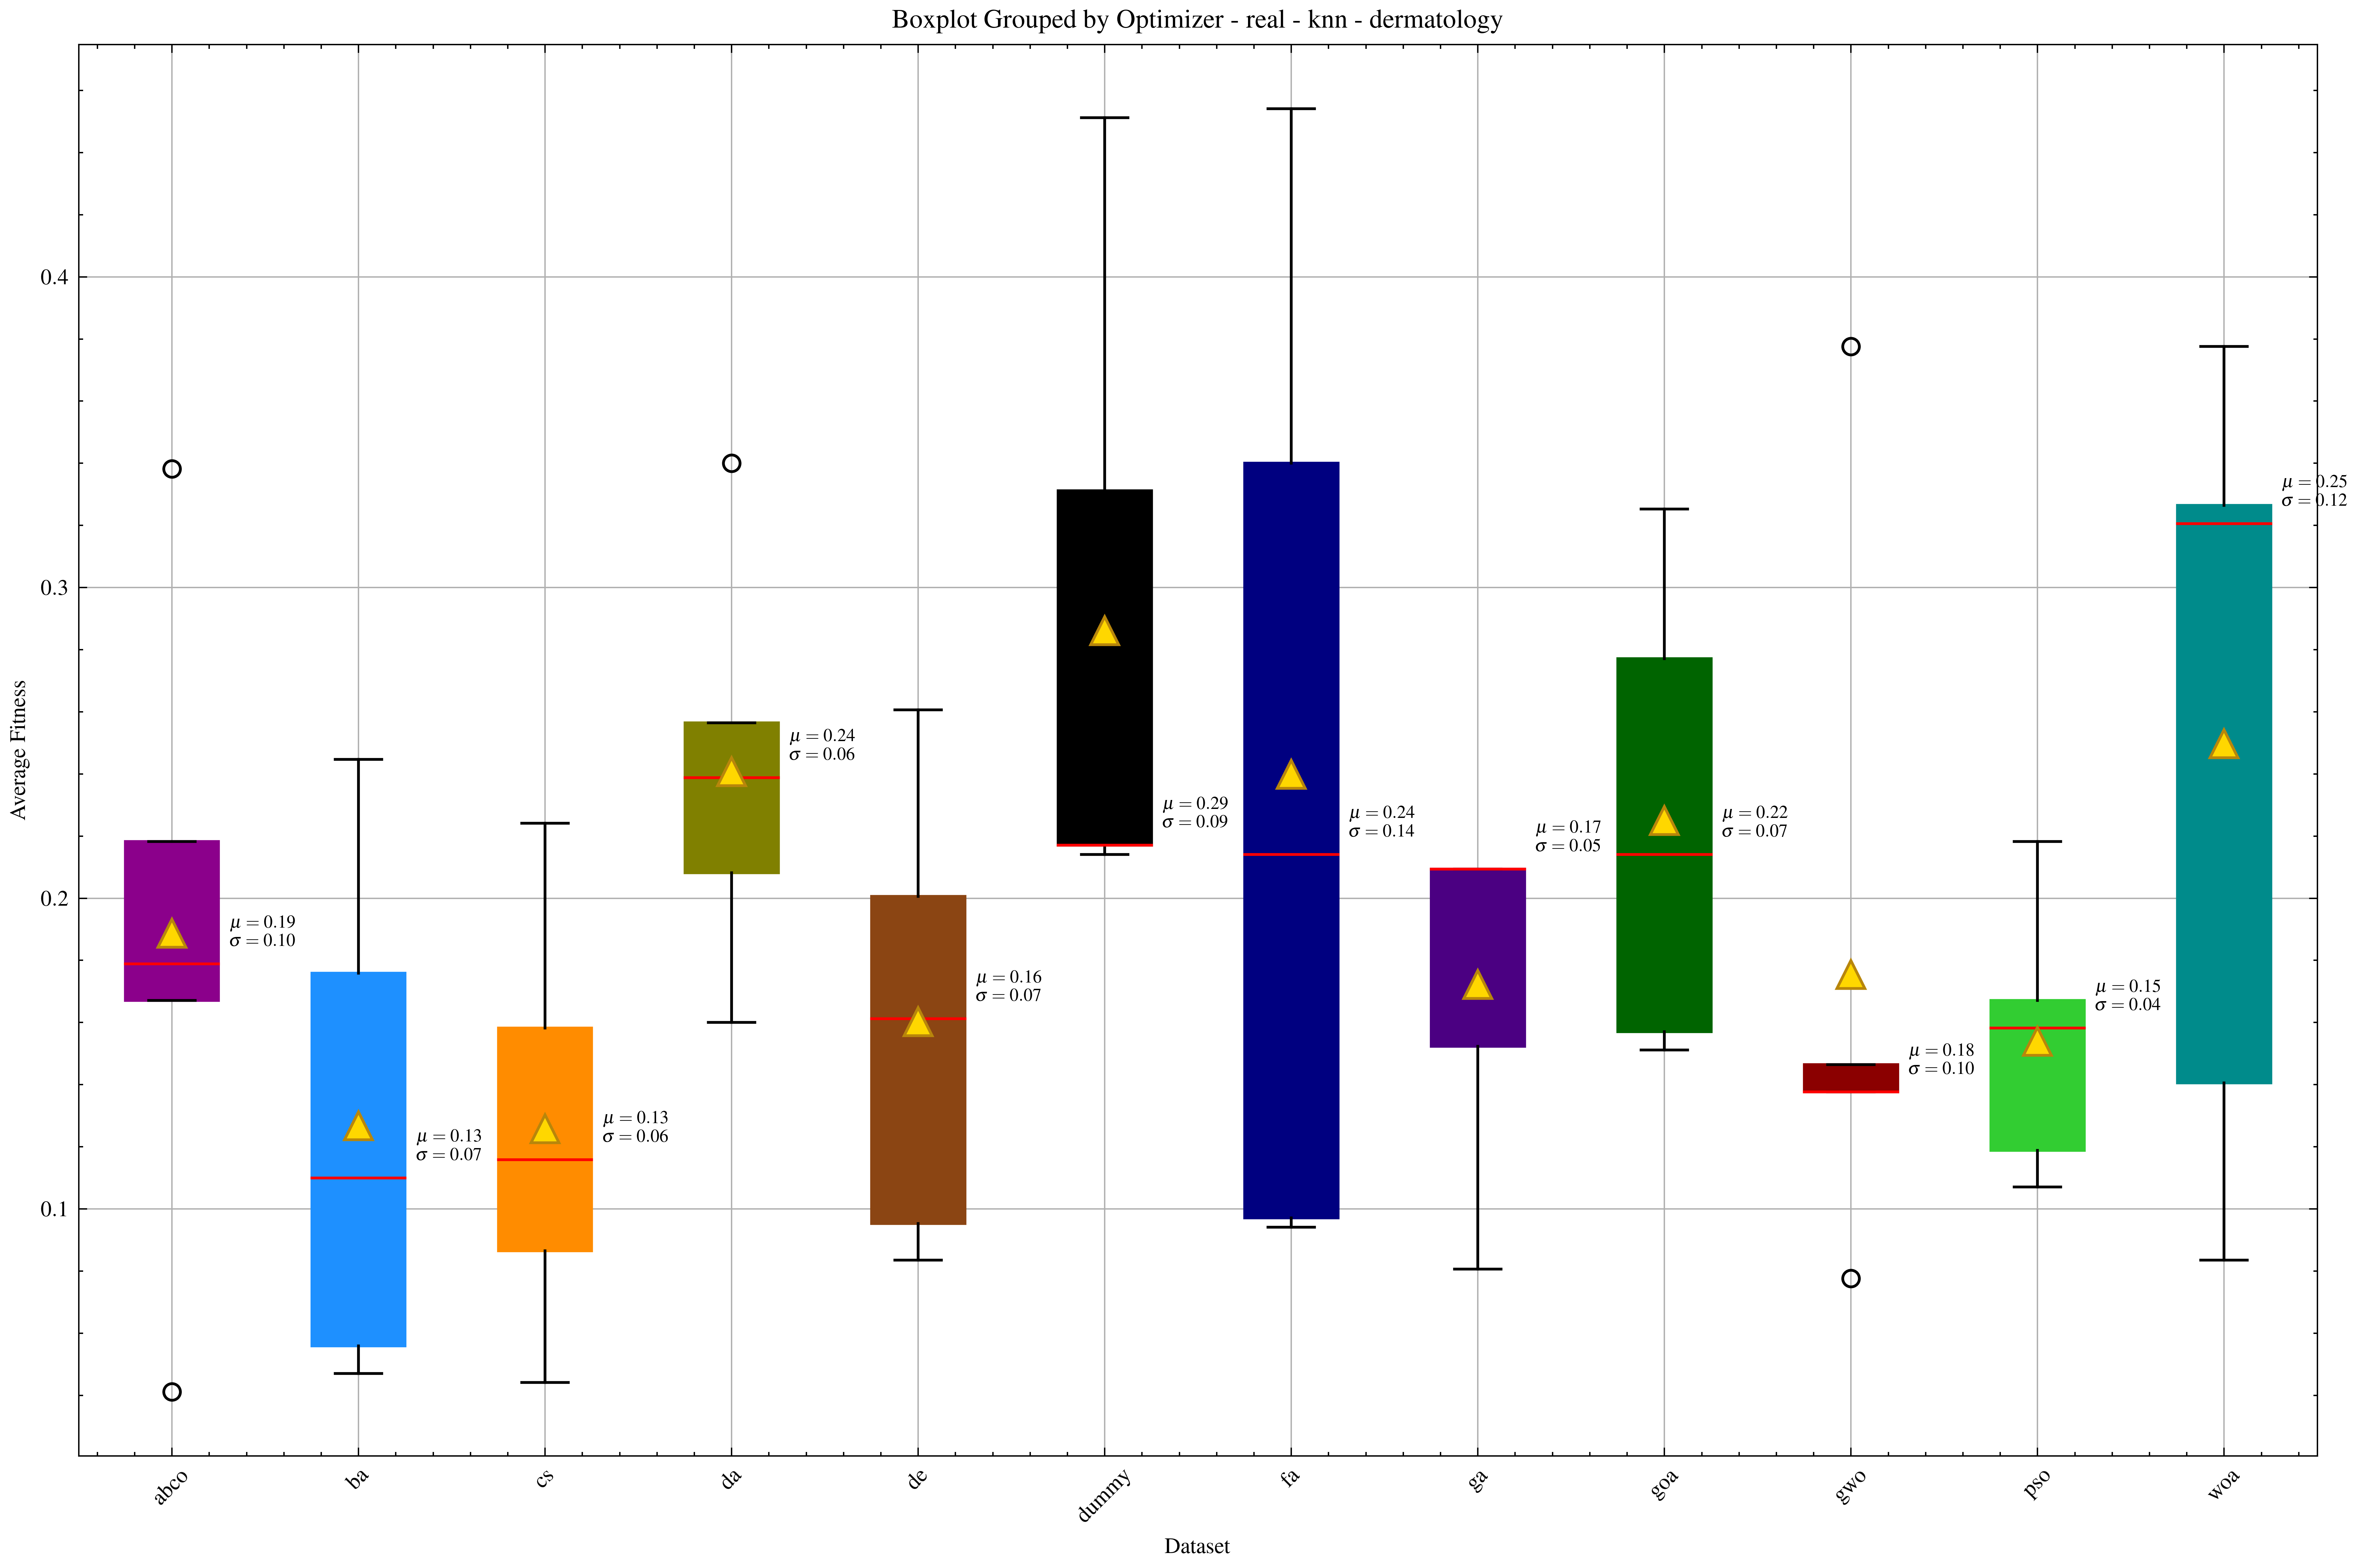 Boxplot Grouped by Optimizer - real - knn - dermatology
Average Fitness
0.4
0.3
0.2
0.1
μ = 0.19
σ = 0.10
μ = 0.13
σ = 0.07
μ = 0.13
σ = 0.06
μ = 0.24
σ = 0.06
μ = 0.16
σ = 0.07
μ = 0.29
σ = 0.09
μ = 0.24
σ = 0.14
μ = 0.17
σ = 0.05
μ = 0.22
σ = 0.07
μ = 0.18
σ = 0.10
μ = 0.15
σ = 0.04
μ = 0.25
σ = 0.12
abco
ba
cs
da
de
dummy
fa
ga
goa
gwo
pso
woa
Dataset